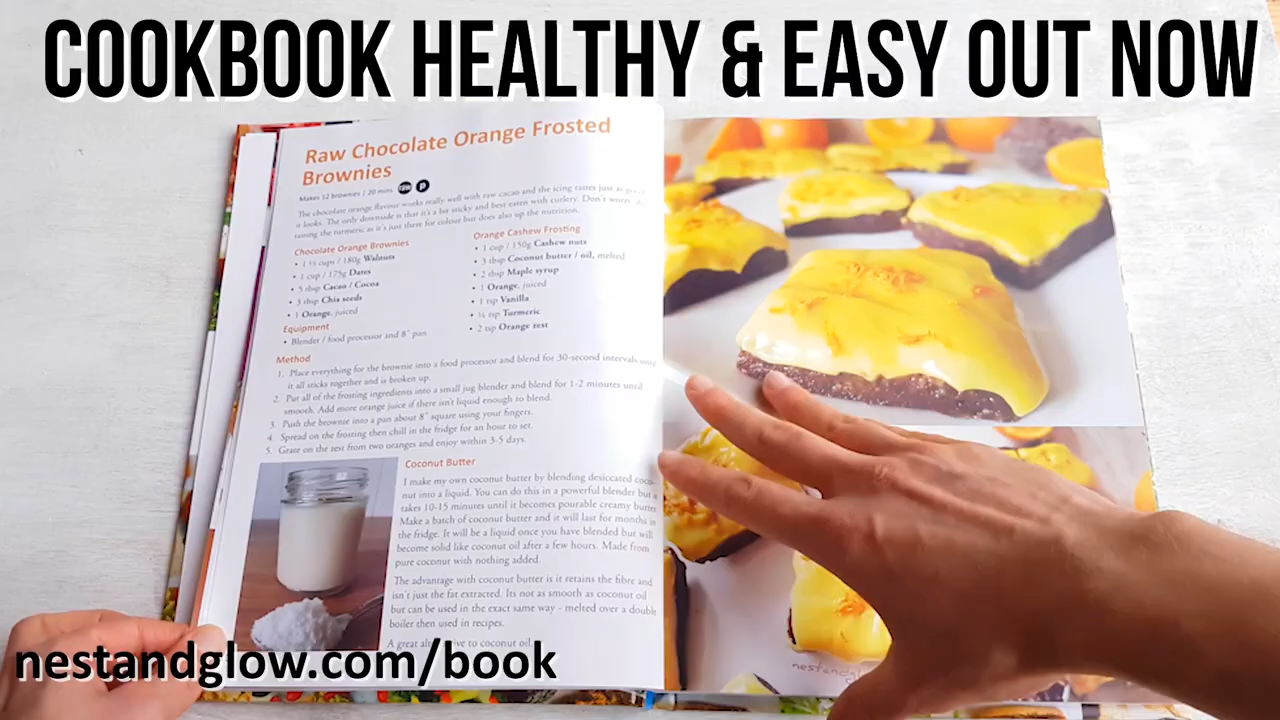 COOKBOOK HEALTHY & EASY OUT NOW
Raw Chocolate Orange Frosted
Brownies
Makes 12 brownies | 20 mins
The chocolate orange flavour works really well with raw cacao and the icing tastes just as good
it looks. The only downside is that it's a bit sticky and best eaten with cutlery. Don't worry
tasting the turmeric as it's just there for colour but does also up the nutrition.
Chocolate Orange Brownies
• 1 ½ cups / 180g Walnuts
• 1 cup / 175g Dates
• 5 tbsp Cacao / Cocoa
• 3 tbsp Chia seeds
• 1 Orange, juiced
Equipment
• Blender / food processor and 8" pan
Orange Cashew Frosting
• 1 cup / 150g Cashew nuts
• 3 tbsp Coconut butter / oil, melted
• 2 tbsp Maple syrup
• 1 Orange, juiced
• 1 tsp Vanilla
• ¼ tsp Turmeric
• 2 tsp Orange zest
Method
1. Place everything for the brownie into a food processor and blend for 30-second intervals until
it all sticks together and is broken up.
2. Put all of the frosting ingredients into a small jug blender and blend for 1-2 minutes until
smooth. Add more orange juice if there isn't liquid enough to blend.
3. Push the brownie into a pan about 8" square using your fingers.
4. Spread on the frosting then chill in the fridge for an hour to set.
5. Grate on the zest from two oranges and enjoy within 3-5 days
Coconut Butter
I make my own coconut butter by blending desiccated coco-
nut into a liquid. You can do this in a powerful blender but it
takes 10-15 minutes until it becomes pourable creamy butter.
Make a batch of coconut butter and it will last for months in
the fridge. It will be a liquid once you have blended but will
become solid like coconut oil after a few hours. Made from
pure coconut with nothing added.
The advantage with coconut butter is it retains the fibre and
isn't just the fat extracted. Its not as smooth as coconut oil
but can be used in the exact same way - melted over a double
boiler then used in recipes.
A great to coconut oil.
nestandglow.com/book